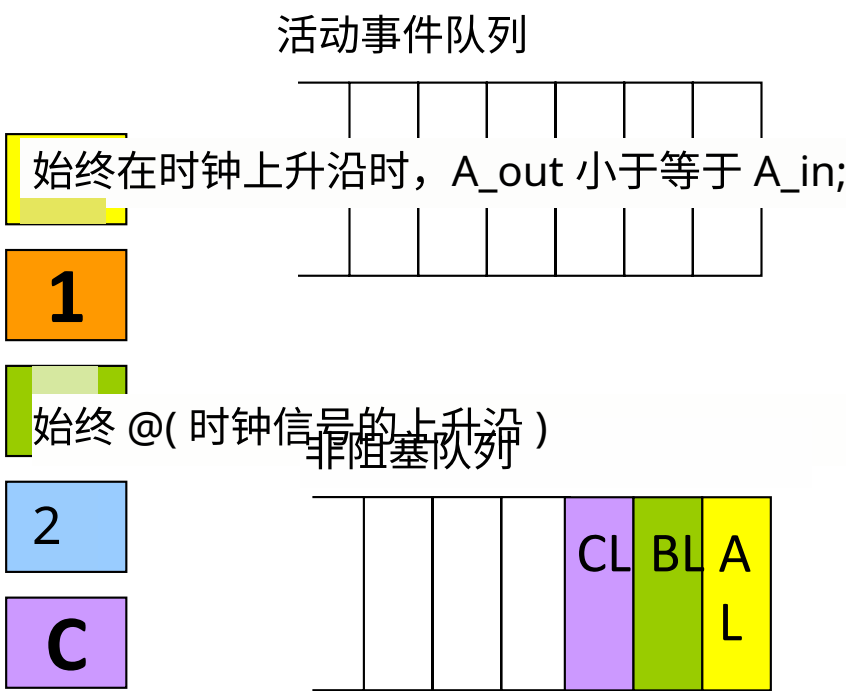 活动事件队列
始终在时钟上升沿时，A_out 小于等于 A_in;
1
始终 @( 时钟信号的上升沿 )
非阻塞队列
2
CL BL A
L
C